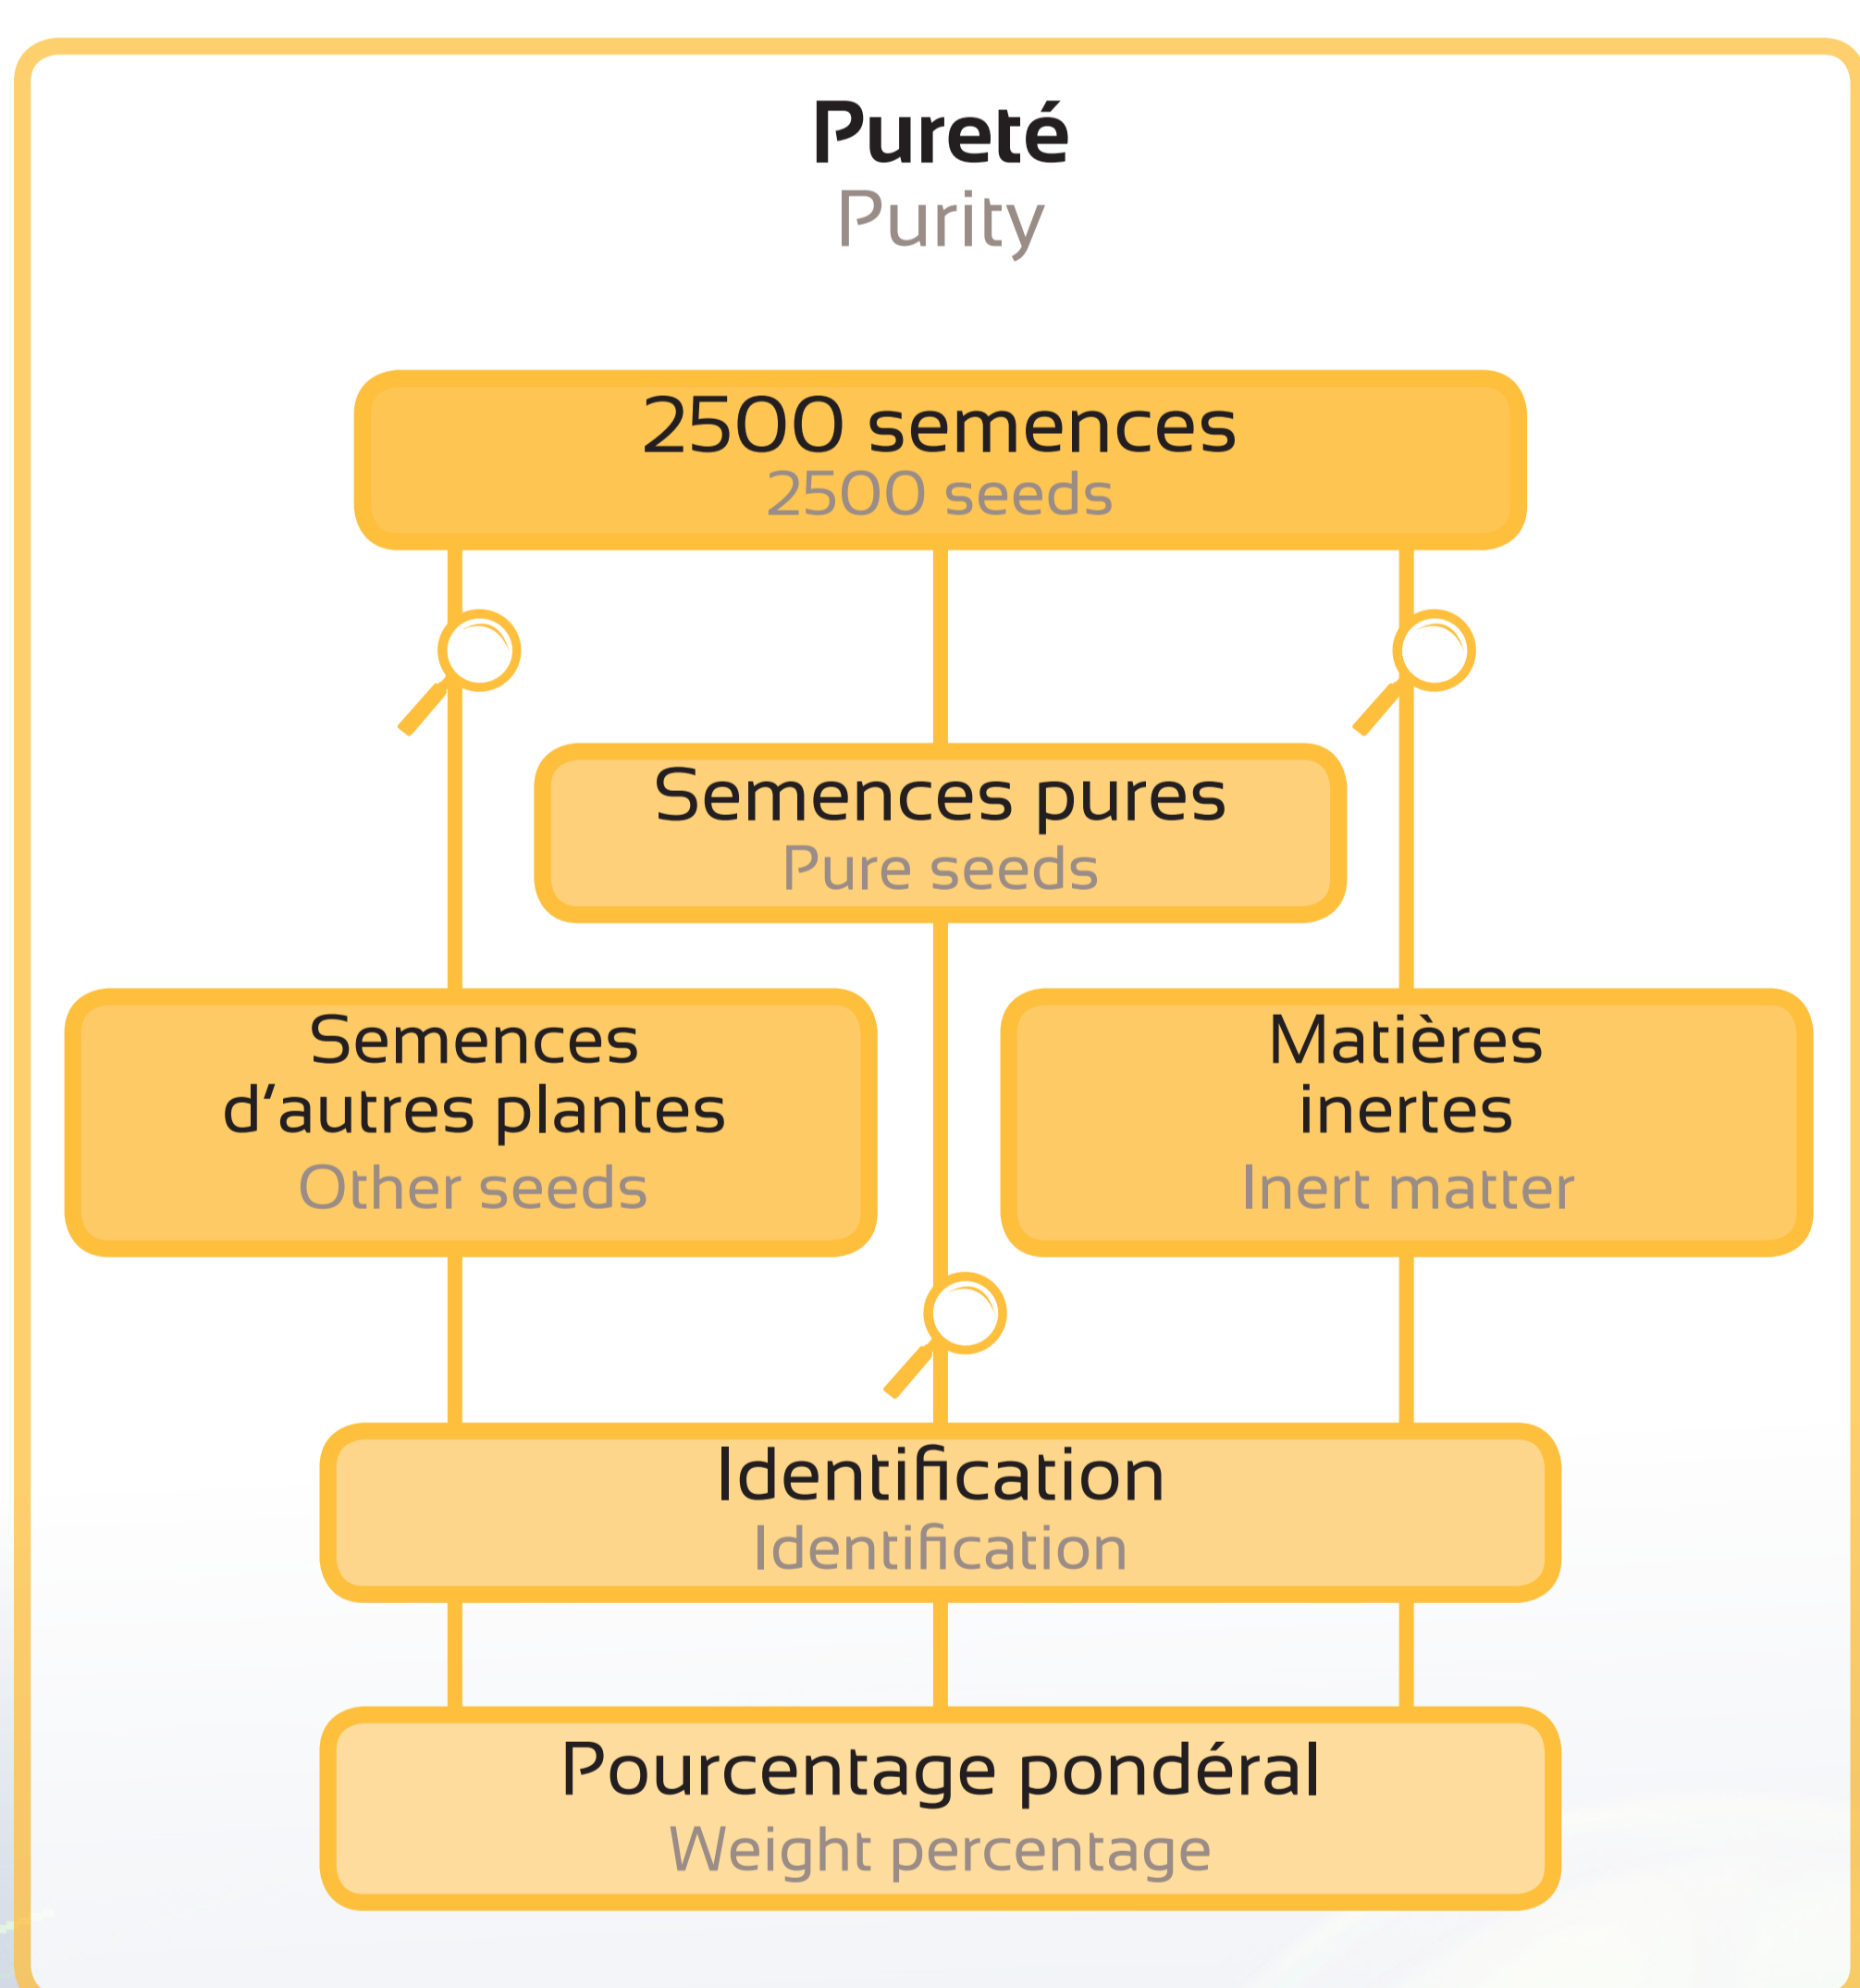 Pureté
Purity
2500 semences
2500 seeds
Semences pures
Pure seeds
Semences
d’autres plantes
Other seeds
Matières
inertes
Inert matter
Identification
Identification
Pourcentage pondéral
Weight percentage